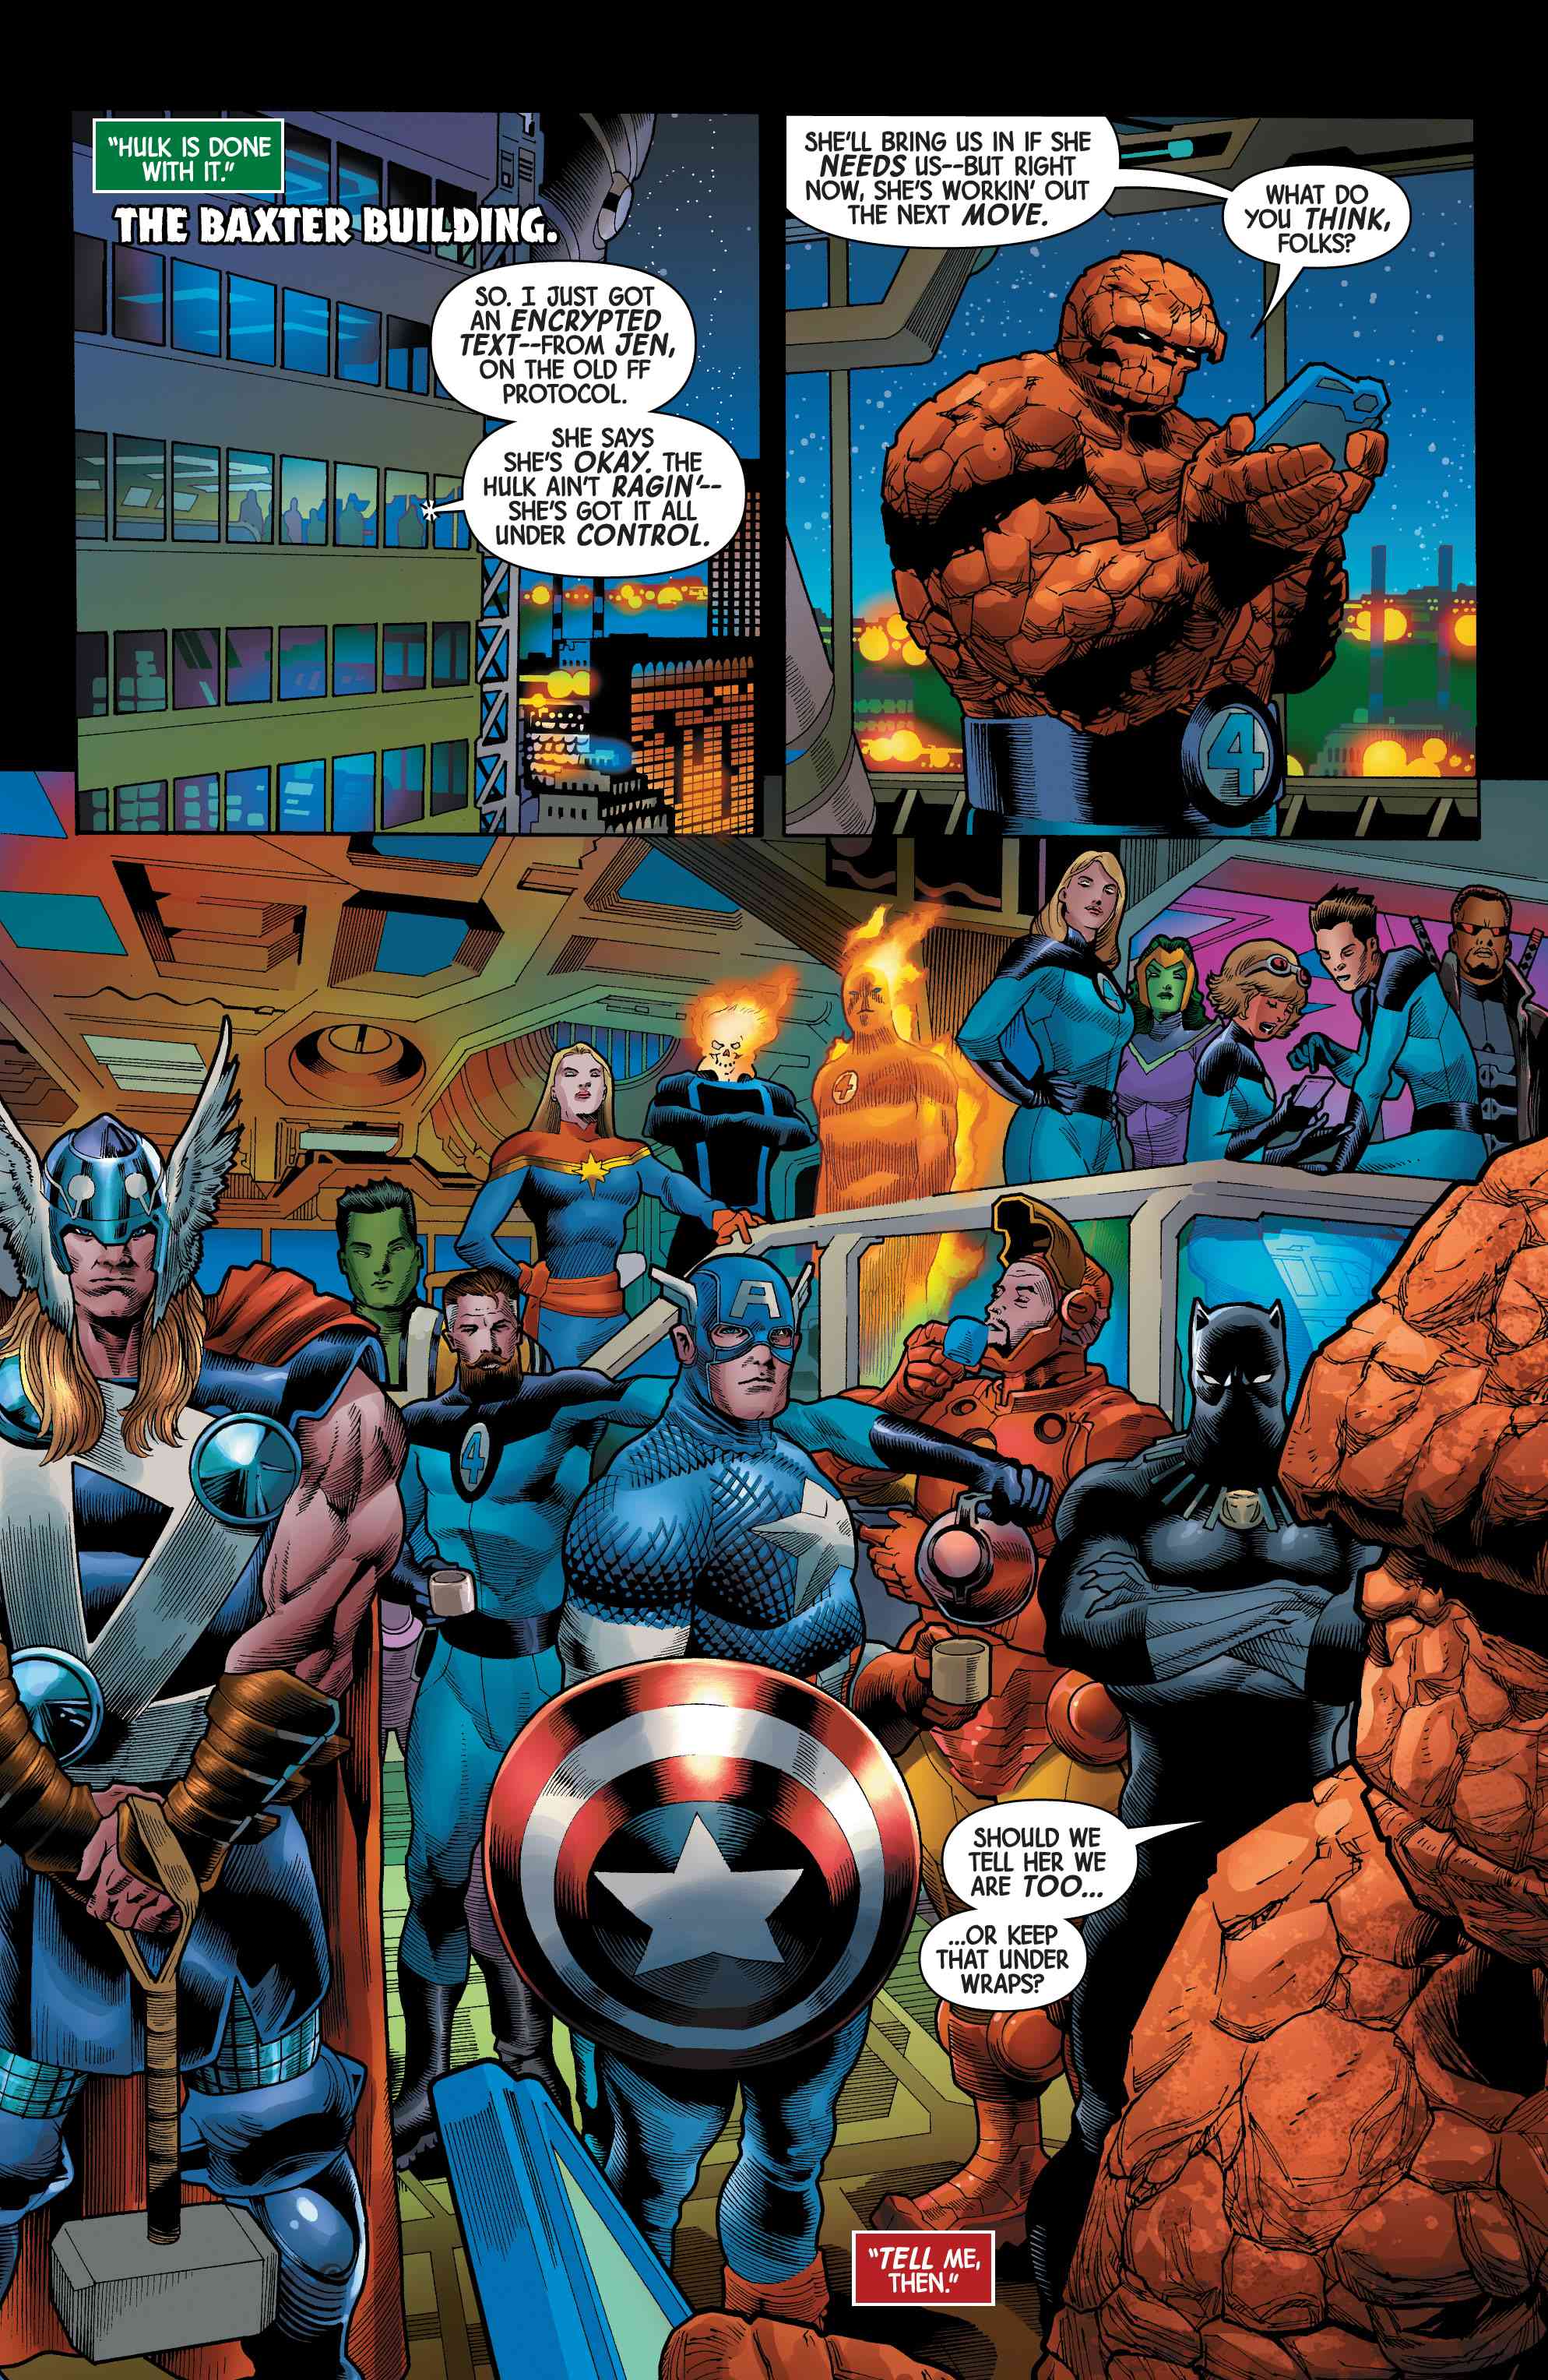 "HULK IS DONE
WITH IT."
THE BAXTER BUILDING.
SO. I JUST GOT
AN ENCRYPTED
TEXT--FROM JEN,
ON THE OLD FF
PROTOCOL.
SHE SAYS
SHE'S OKAY. THE
HULK AIN'T RAGIN'--
SHE'S GOT IT ALL
UNDER CONTROL.
SHE'LL BRING US IN IF SHE
NEEDS US--BUT RIGHT
NOW, SHE'S WORKIN' OUT
THE NEXT MOVE.
WHAT DO
YOU THINK,
FOLKS?
4
4
4
A
SHOULD WE
TELL HER WE
ARE TOO...
...OR KEEP
THAT UNDER
WRAPS?
"TELL ME,
THEN."